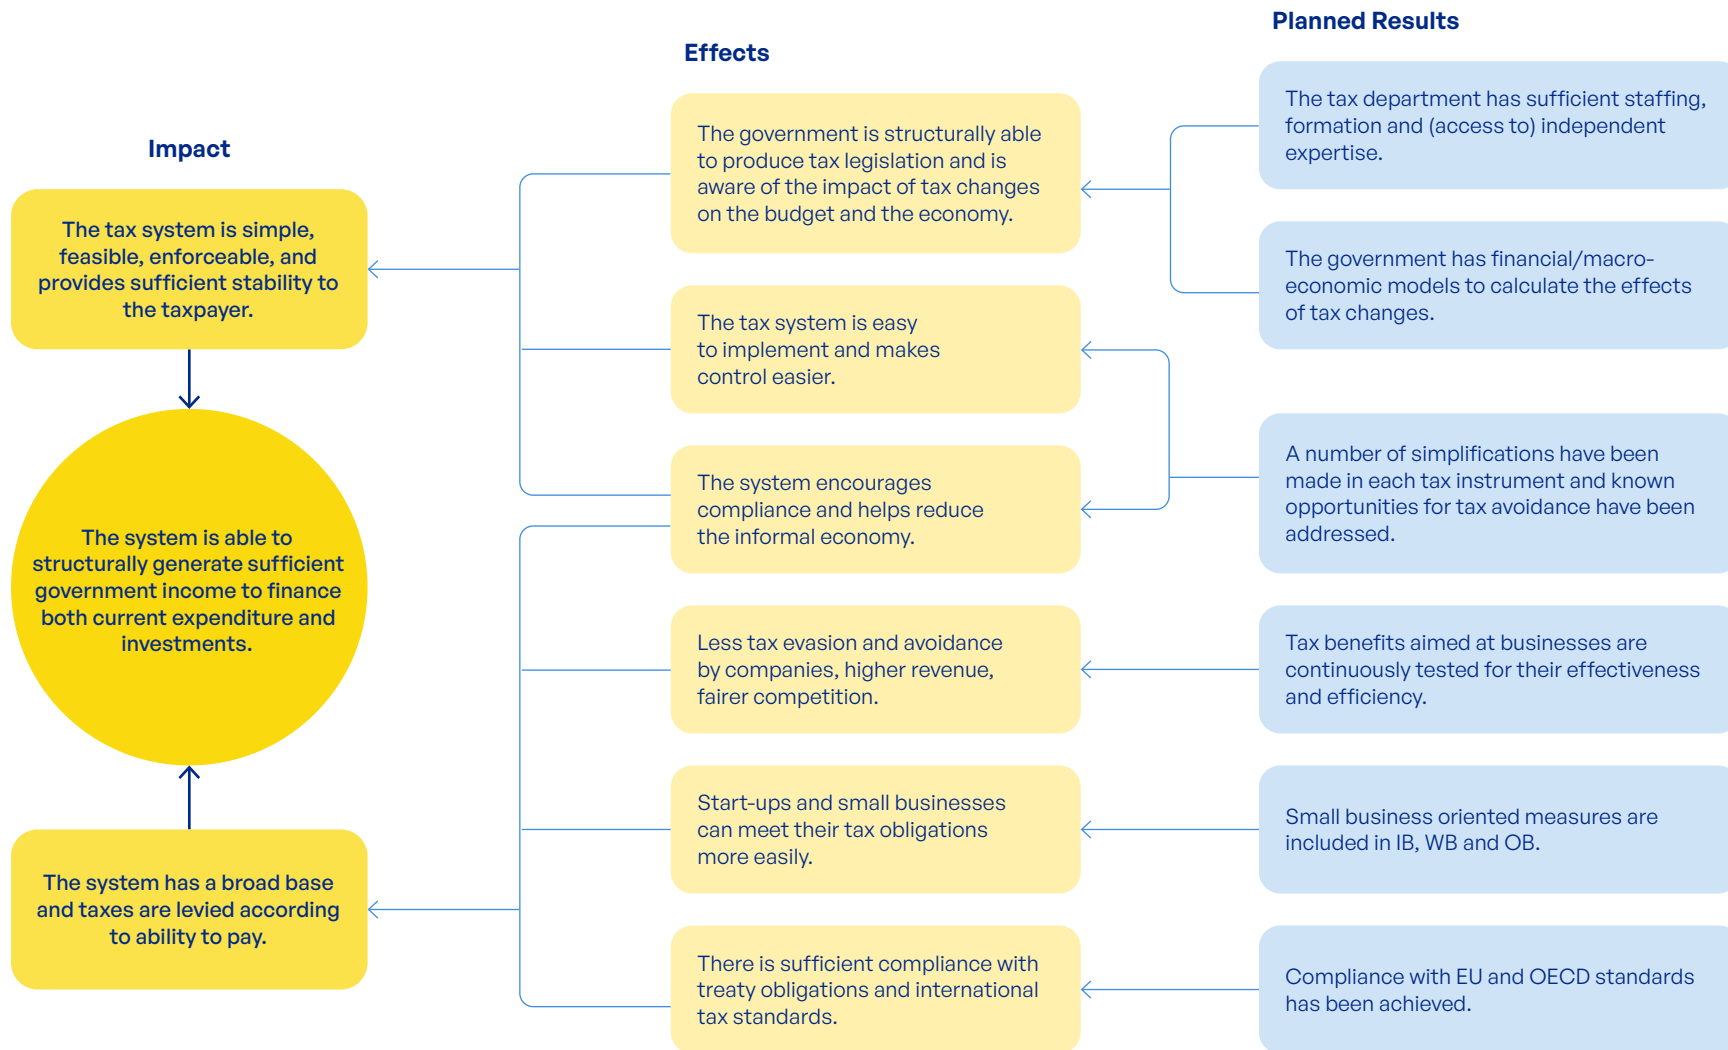 Impact
The tax system is simple,
feasible, enforceable, and
provides sufficient stability to
the taxpayer.
The system is able to
structurally generate sufficient
government income to finance
both current expenditure and
investments.
The system has a broad base
and taxes are levied according
to ability to pay.
Effects
The government is structurally able
to produce tax legislation and is
aware of the impact of tax changes
on the budget and the economy.
The tax system is easy
to implement and makes
control easier.
The system encourages
compliance and helps reduce
the informal economy.
Less tax evasion and avoidance
by companies, higher revenue,
fairer competition.
Start-ups and small businesses
can meet their tax obligations
more easily.
There is sufficient compliance with
treaty obligations and international
tax standards.
Planned Results
The tax department has sufficient staffing,
formation and (access to) independent
expertise.
The government has financial/macro-
economic models to calculate the effects
of tax changes.
A number of simplifications have been
made in each tax instrument and known
opportunities for tax avoidance have been
addressed.
Tax benefits aimed at businesses are
continuously tested for their effectiveness
and efficiency.
Small business oriented measures are
included in IB, WB and OB.
Compliance with EU and OECD standards
has been achieved.